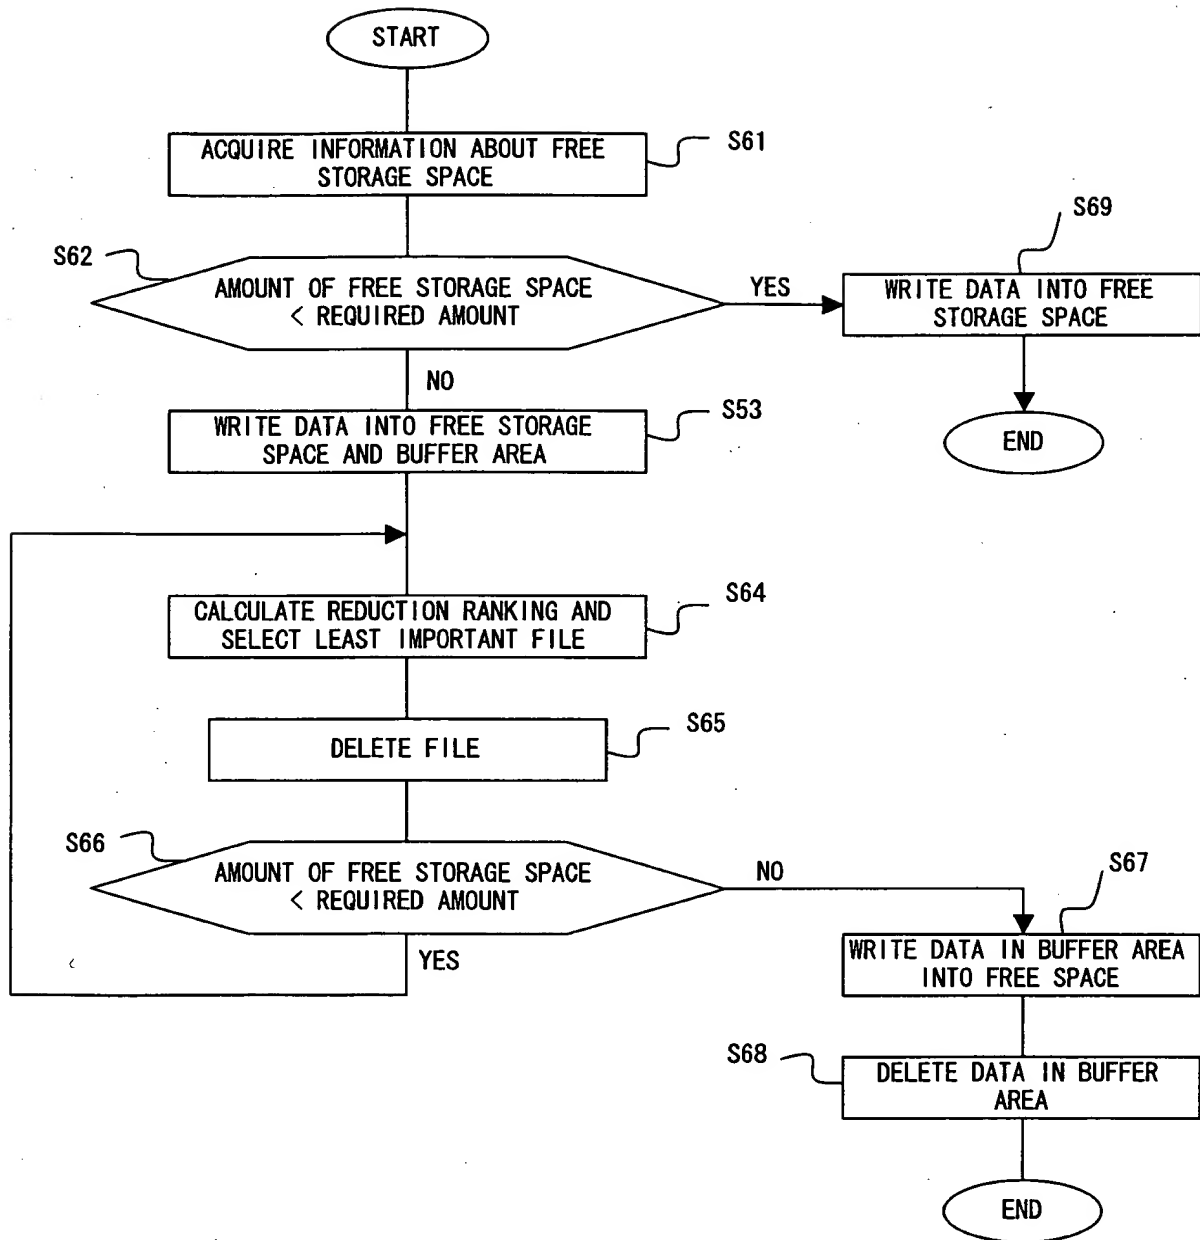 START
ACQUIRE INFORMATION ABOUT FREE
STORAGE SPACE
S61
S62
AMOUNT OF FREE STORAGE SPACE
< REQUIRED AMOUNT
YES
S69
WRITE DATA INTO FREE
STORAGE SPACE
END
NO
WRITE DATA INTO FREE STORAGE
SPACE AND BUFFER AREA
S53
CALCULATE REDUCTION RANKING AND
SELECT LEAST IMPORTANT FILE
S64
DELETE FILE
S65
S66
AMOUNT OF FREE STORAGE SPACE
< REQUIRED AMOUNT
NO
YES
S67
WRITE DATA IN BUFFER AREA
INTO FREE SPACE
S68
DELETE DATA IN BUFFER
AREA
END